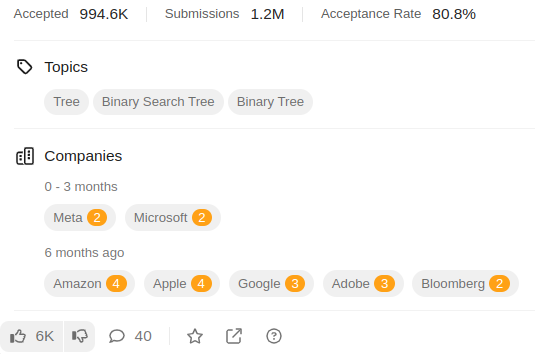 Accepted 994.6K Submissions 1.2M Acceptance Rate 80.8%
Topics
Tree Binary Search Tree Binary Tree
Companies
0 - 3 months
Meta 2 Microsoft 2
6 months ago
Amazon 4 Apple 4 Google 3 Adobe 3 Bloomberg 2
6K 40